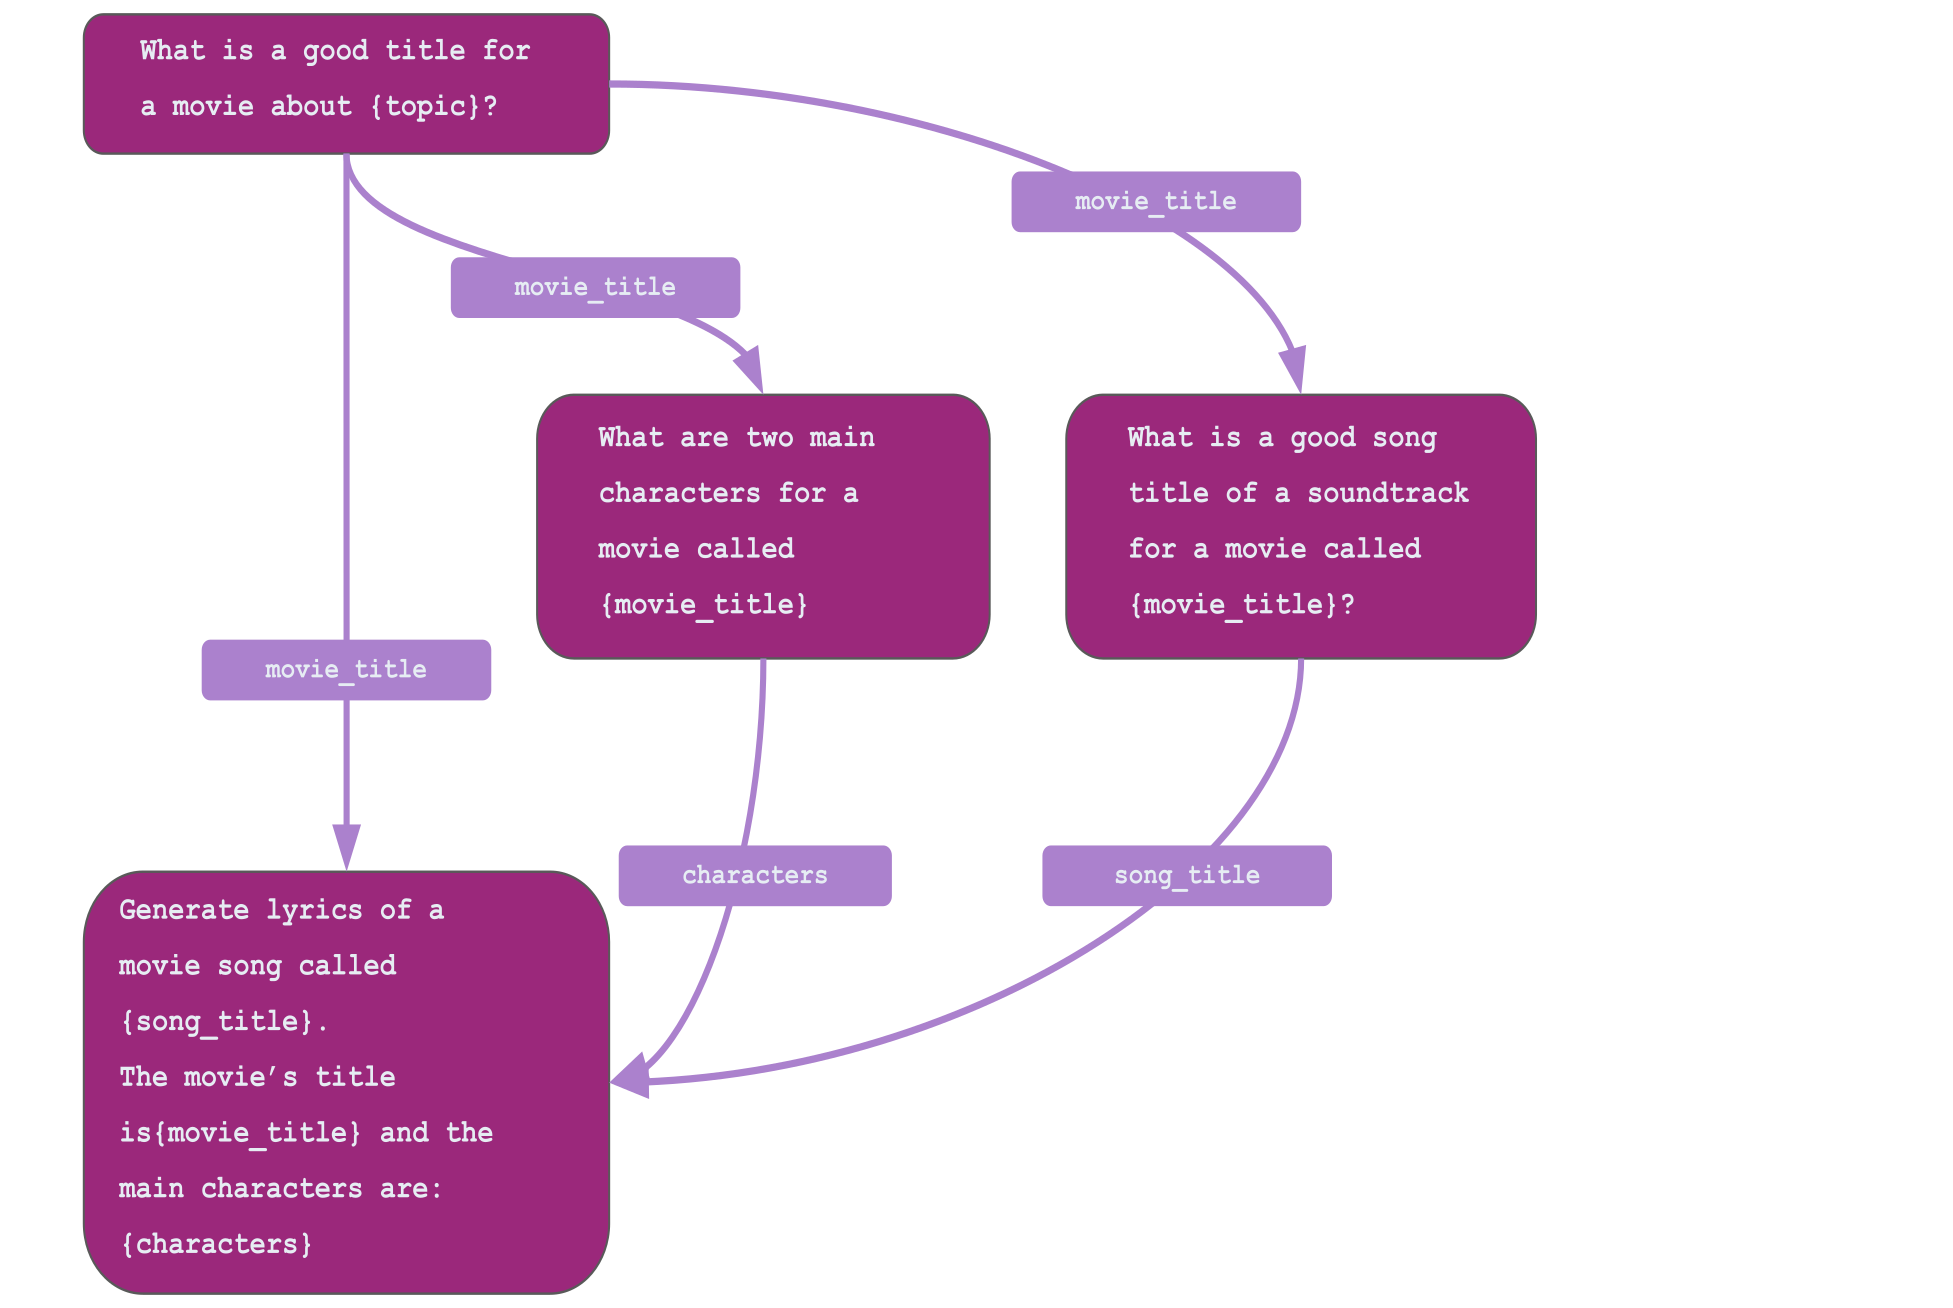 What is a good title for
a movie about {topic}?
movie_title
movie_title
What are two main
characters for a
movie called
{movie_title}
What is a good song
title of a soundtrack
for a movie called
{movie_title}?
movie_title
characters
song_title
Generate lyrics of a
movie song called
{song_title}.
The movie’s title
is{movie_title} and the
main characters are:
{characters}